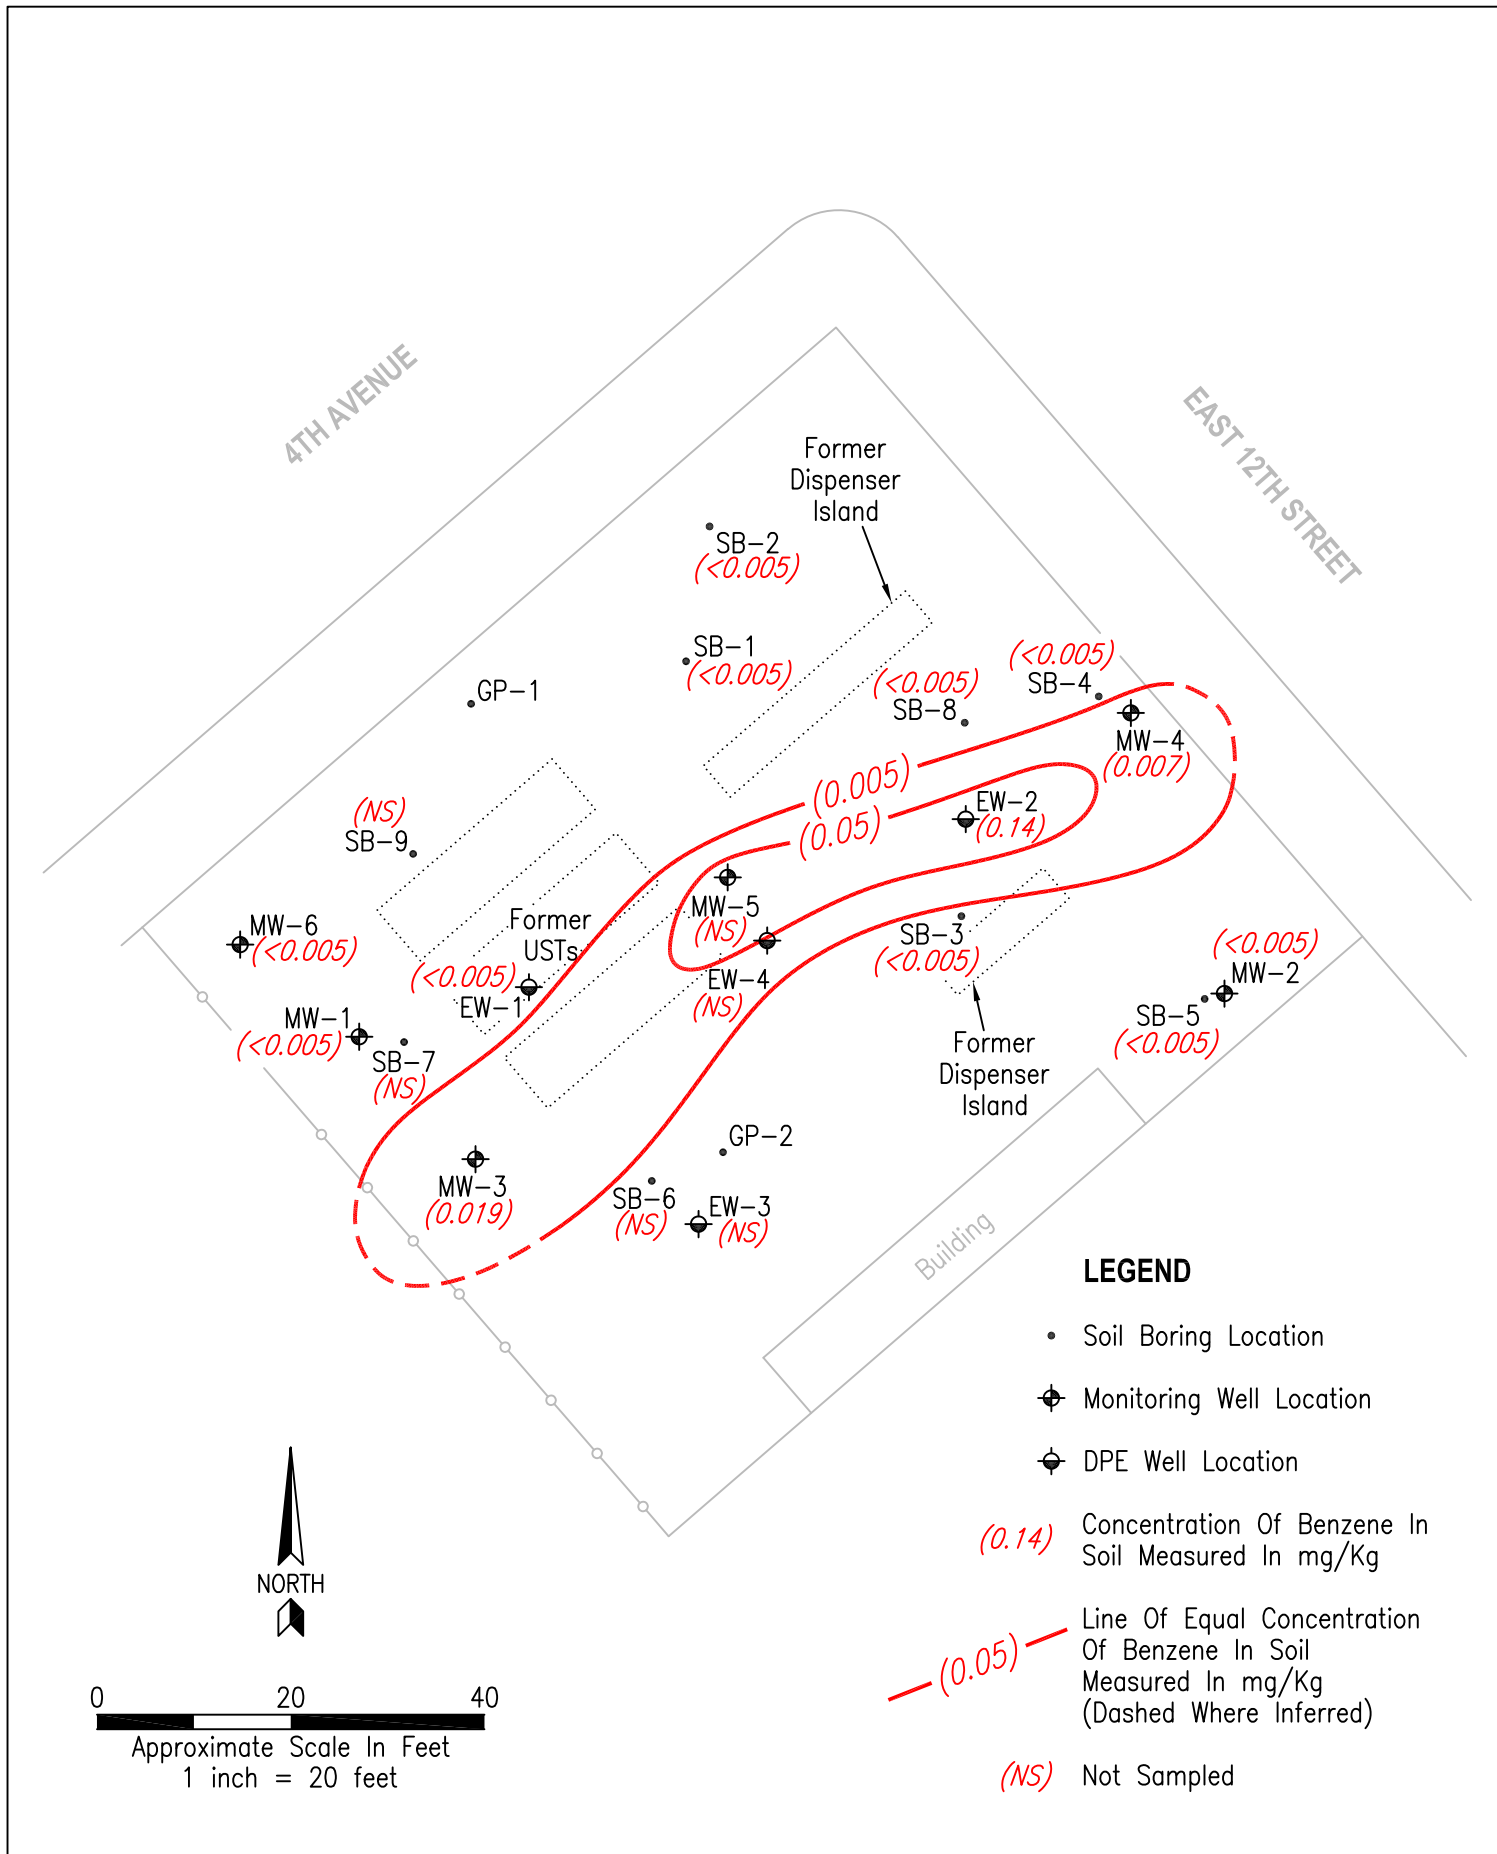 4TH AVENUE
EAST 12TH STREET
Former
Dispenser
Island
SB-2
(<0.005)
SB-1
(<0.005)
GP-1
(<0.005)
SB-8
(<0.005)
SB-4
MW-4
(0.007)
(0.005)
(0.05)
EW-2
(0.14)
(NS)
SB-9
MW-5
(NS)
MW-6
(<0.005)
Former
USTs
(<0.005)
EW-1
EW-4
(NS)
SB-3
(<0.005)
(<0.005)
MW-2
SB-5
(<0.005)
MW-1
(<0.005)
SB-7
(NS)
Former
Dispenser
Island
GP-2
MW-3
(0.019)
SB-6
(NS)
EW-3
(NS)
Building
LEGEND
Soil Boring Location
Monitoring Well Location
DPE Well Location
(0.14) Concentration Of Benzene In
Soil Measured In mg/Kg
Line Of Equal Concentration
(0.05) Of Benzene In Soil
Measured In mg/Kg
(Dashed Where Inferred)
(NS) Not Sampled
NORTH
0 20 40
Approximate Scale In Feet
1 inch = 20 feet